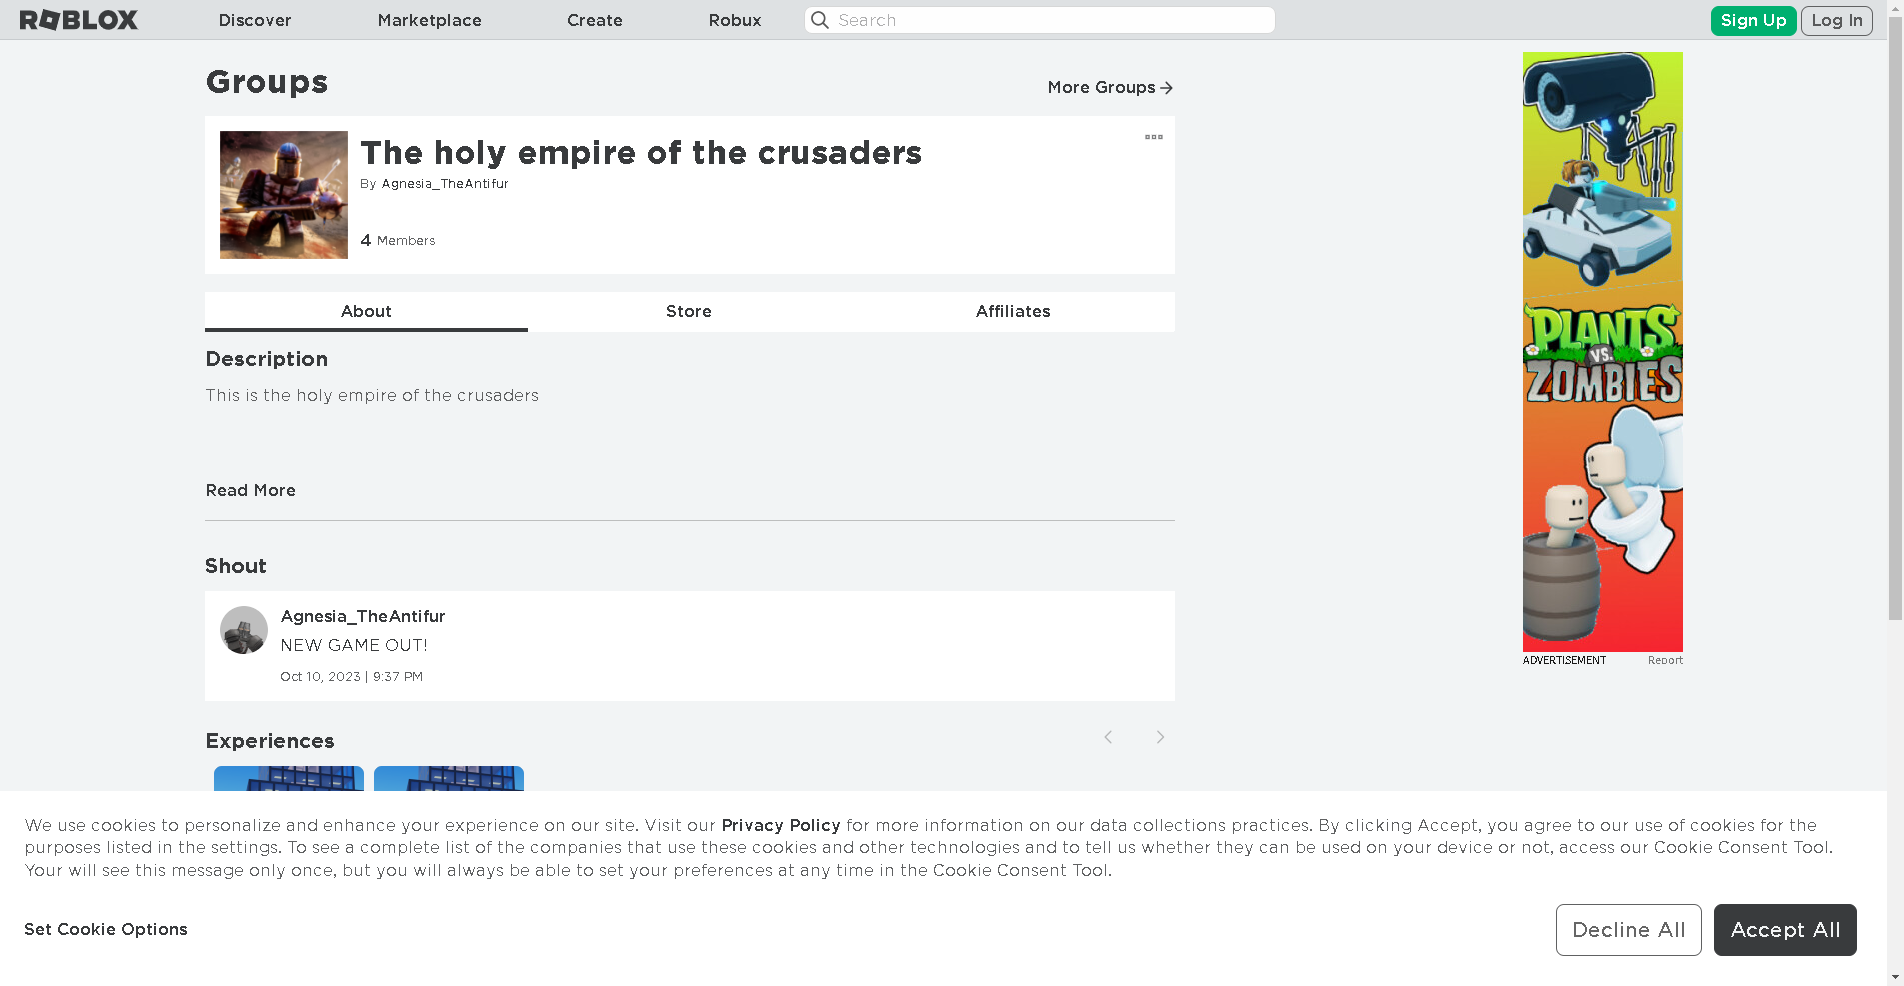 ROBLOX
Discover
Marketplace
Create
Robux
Search
Sign Up
Log In
Groups
More Groups
The holy empire of the crusaders
By Agnesia_TheAntifur
4 Members
About
Store
Affiliates
Description
This is the holy empire of the crusaders
Read More
Shout
Agnesia_TheAntifur
NEW GAME OUT!
Oct 10, 2023 | 9:37 PM
Experiences
PLANTS
VS.
ZOMBIES
ADVERTISEMENT
Report
We use cookies to personalize and enhance your experience on our site. Visit our Privacy Policy for more information on our data collections practices. By clicking Accept, you agree to our use of cookies for the
purposes listed in the settings. To see a complete list of the companies that use these cookies and other technologies and to tell us whether they can be used on your device or not, access our Cookie Consent Tool.
Your will see this message only once, but you will always be able to set your preferences at any time in the Cookie Consent Tool.
Set Cookie Options
Decline All
Accept All